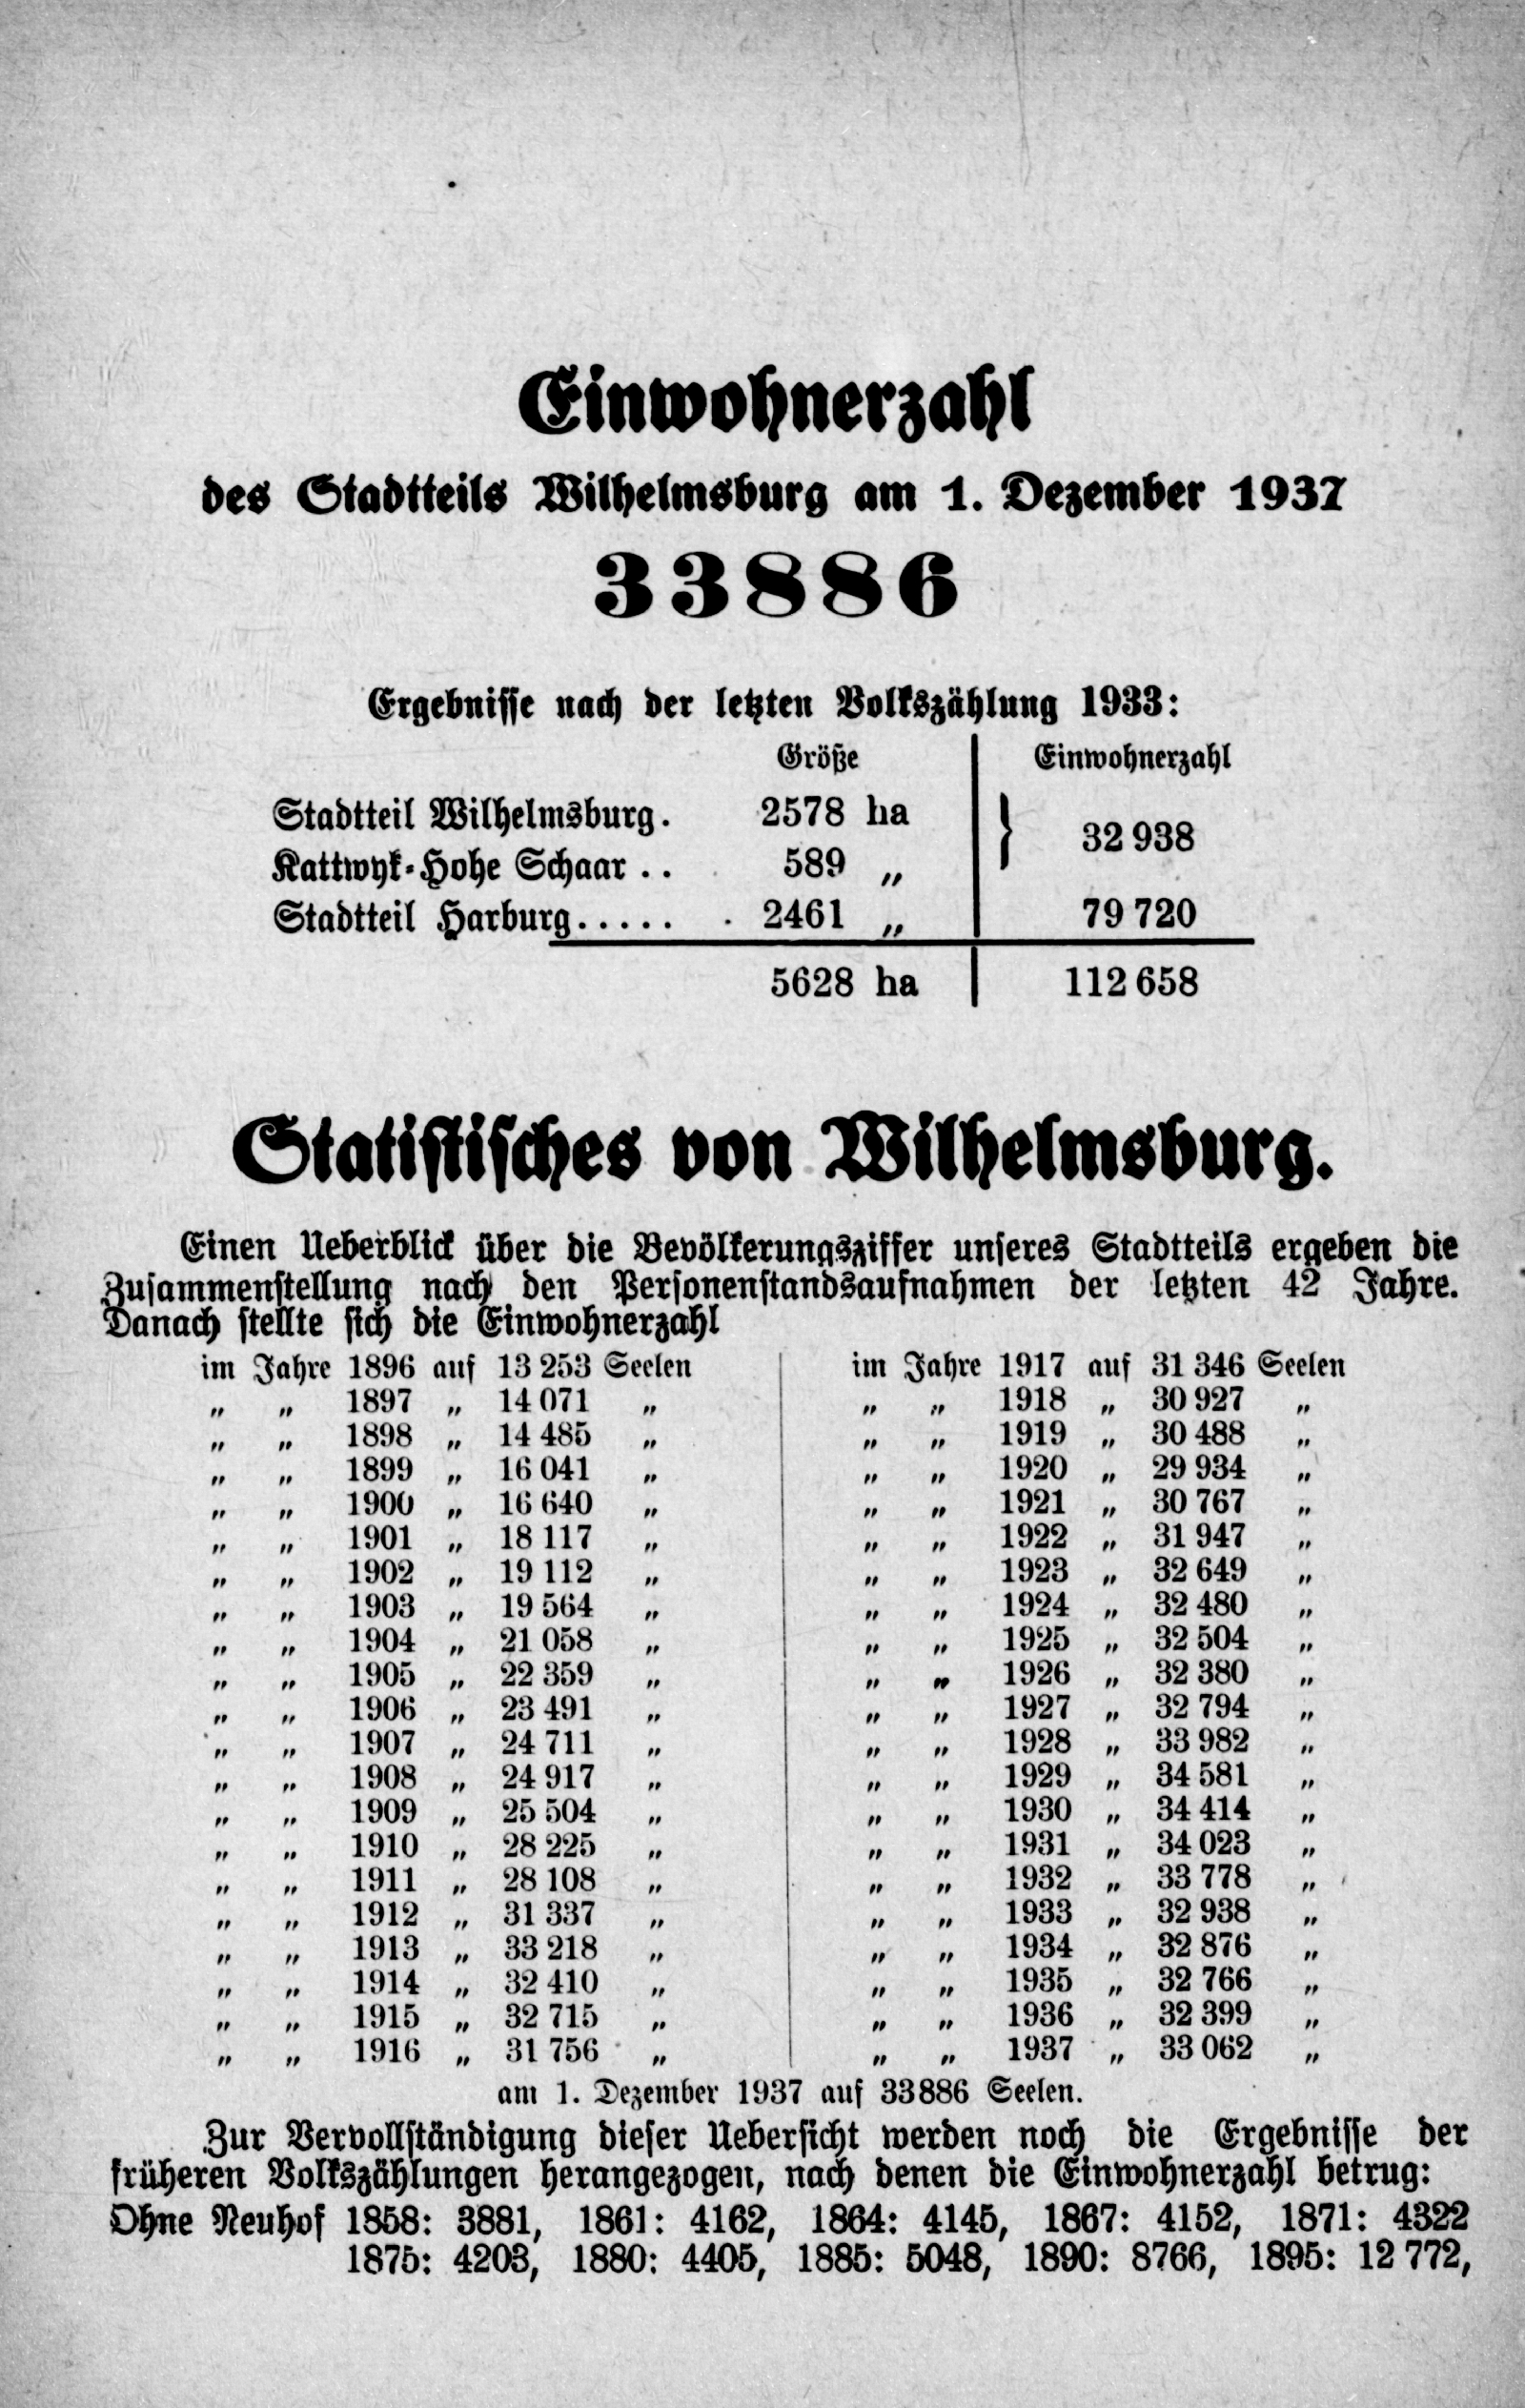 Einwohnerzahl
des Stadtteils Wilhelmsburg am 1. Dezember 1937
33886
Ergebnisse nach der letzten Volkszählung 1933:
Größe Einwohnerzahl
Stadtteil Wilhelmsburg. 2578 ha } 32 938
Kattwyk-Hohe Schaar .. 589 „
Stadtteil Harburg..... 2461 „ 79 720
5628 ha 112 658
Statistisches von Wilhelmsburg.
Einen Ueberblick über die Bevölkerungsziffer unseres Stadtteils ergeben die
Zusammenstellung nach den Personenstandsaufnahmen der letzten 42 Jahre.
Danach stellte sich die Einwohnerzahl
im Jahre 1896 auf 13 253 Seelen
„ „ 1897 „ 14 071 „
„ „ 1898 „ 14 485 „
„ „ 1899 „ 16 041 „
„ „ 1900 „ 16 640 „
„ „ 1901 „ 18 117 „
„ „ 1902 „ 19 112 „
„ „ 1903 „ 19 564 „
„ „ 1904 „ 21 058 „
„ „ 1905 „ 22 359 „
„ „ 1906 „ 23 491 „
„ „ 1907 „ 24 711 „
„ „ 1908 „ 24 917 „
„ „ 1909 „ 25 504 „
„ „ 1910 „ 28 225 „
„ „ 1911 „ 28 108 „
„ „ 1912 „ 31 337 „
„ „ 1913 „ 33 218 „
„ „ 1914 „ 32 410 „
„ „ 1915 „ 32 715 „
„ „ 1916 „ 31 756 „
im Jahre 1917 auf 31 346 Seelen
„ „ 1918 „ 30 927 „
„ „ 1919 „ 30 488 „
„ „ 1920 „ 29 934 „
„ „ 1921 „ 30 767 „
„ „ 1922 „ 31 947 „
„ „ 1923 „ 32 649 „
„ „ 1924 „ 32 480 „
„ „ 1925 „ 32 504 „
„ „ 1926 „ 32 380 „
„ „ 1927 „ 32 794 „
„ „ 1928 „ 33 982 „
„ „ 1929 „ 34 581 „
„ „ 1930 „ 34 414 „
„ „ 1931 „ 34 023 „
„ „ 1932 „ 33 778 „
„ „ 1933 „ 32 938 „
„ „ 1934 „ 32 876 „
„ „ 1935 „ 32 766 „
„ „ 1936 „ 32 399 „
„ „ 1937 „ 33 062 „
am 1. Dezember 1937 auf 33886 Seelen.
Zur Vervollständigung dieser Uebersicht werden noch die Ergebnisse der
früheren Volkszählungen herangezogen, nach denen die Einwohnerzahl betrug:
Ohne Neuhof 1858: 3881, 1861: 4162, 1864: 4145, 1867: 4152, 1871: 4322
1875: 4203, 1880: 4405, 1885: 5048, 1890: 8766, 1895: 12 772,